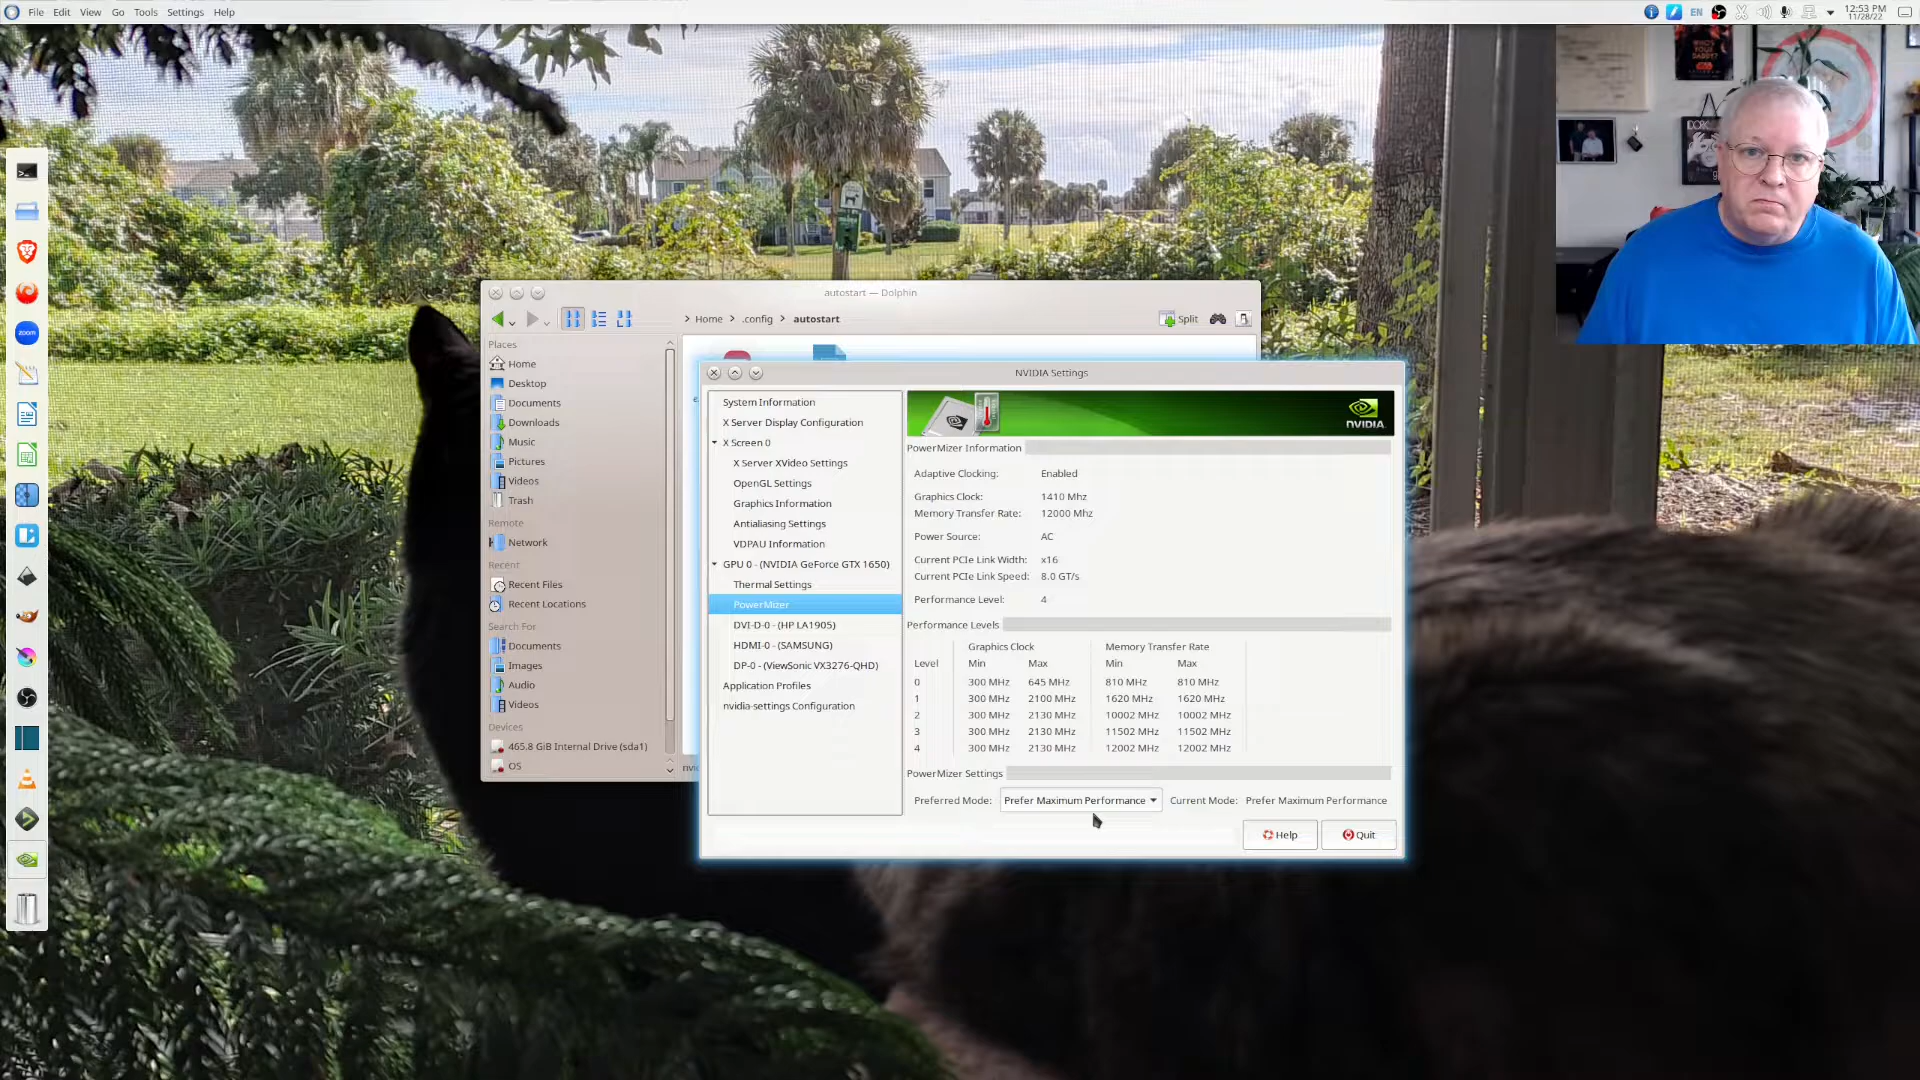 File Edit View Go Tools Settings Help
EN
12:53 PM
11/28/22
WHO'S YOUR DADDY?
autostart — Dolphin
> Home > .config > autostart
Split
Places
Home
Desktop
Documents
Downloads
Music
Pictures
Videos
Trash
Remote
Network
Recent
Recent Files
Recent Locations
Search For
Documents
Images
Audio
Videos
Devices
465.8 GiB Internal Drive (sda1)
OS
zoom
NVIDIA Settings
System Information
X Server Display Configuration
X Screen 0
X Server XVideo Settings
OpenGL Settings
Graphics Information
Antialiasing Settings
VDPAU Information
GPU 0 - (NVIDIA GeForce GTX 1650)
Thermal Settings
PowerMizer
DVI-D-0 - (HP LA1905)
HDMI-0 - (SAMSUNG)
DP-0 - (ViewSonic VX3276-QHD)
Application Profiles
nvidia-settings Configuration
NVIDIA
PowerMizer Information
Adaptive Clocking: Enabled
Graphics Clock: 1410 Mhz
Memory Transfer Rate: 12000 Mhz
Power Source: AC
Current PCIe Link Width: x16
Current PCIe Link Speed: 8.0 GT/s
Performance Level: 4
Performance Levels
Graphics Clock Memory Transfer Rate
Level Min Max Min Max
0 300 MHz 645 MHz 810 MHz 810 MHz
1 300 MHz 2100 MHz 1620 MHz 1620 MHz
2 300 MHz 2130 MHz 10002 MHz 10002 MHz
3 300 MHz 2130 MHz 11502 MHz 11502 MHz
4 300 MHz 2130 MHz 12002 MHz 12002 MHz
PowerMizer Settings
Preferred Mode: Prefer Maximum Performance Current Mode: Prefer Maximum Performance
Help Quit